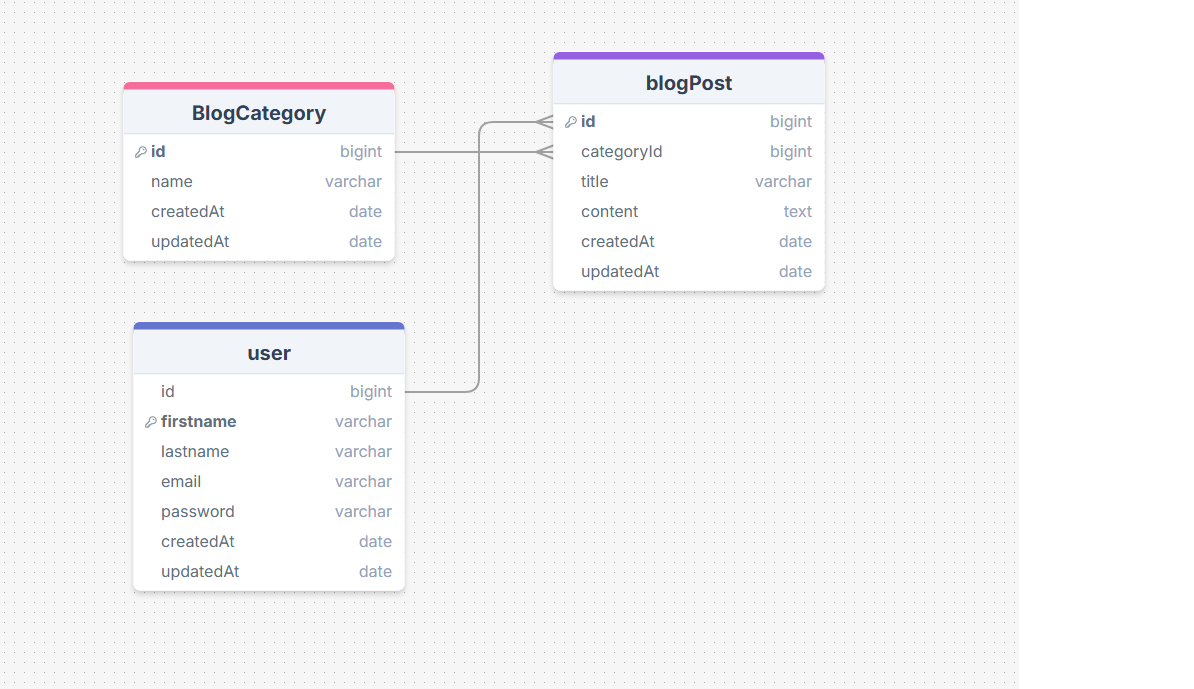 BlogCategory
id bigint
name varchar
createdAt date
updatedAt date
blogPost
id bigint
categoryId bigint
title varchar
content text
createdAt date
updatedAt date
user
id bigint
firstname varchar
lastname varchar
email varchar
password varchar
createdAt date
updatedAt date